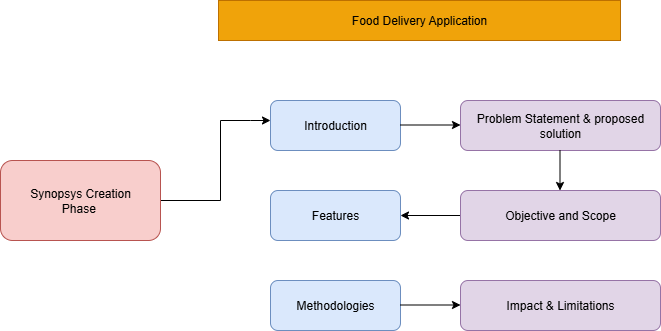 Food Delivery Application
Introduction
Problem Statement & proposed
solution
Synopsys Creation
Phase
Features
Objective and Scope
Methodologies
Impact & Limitations